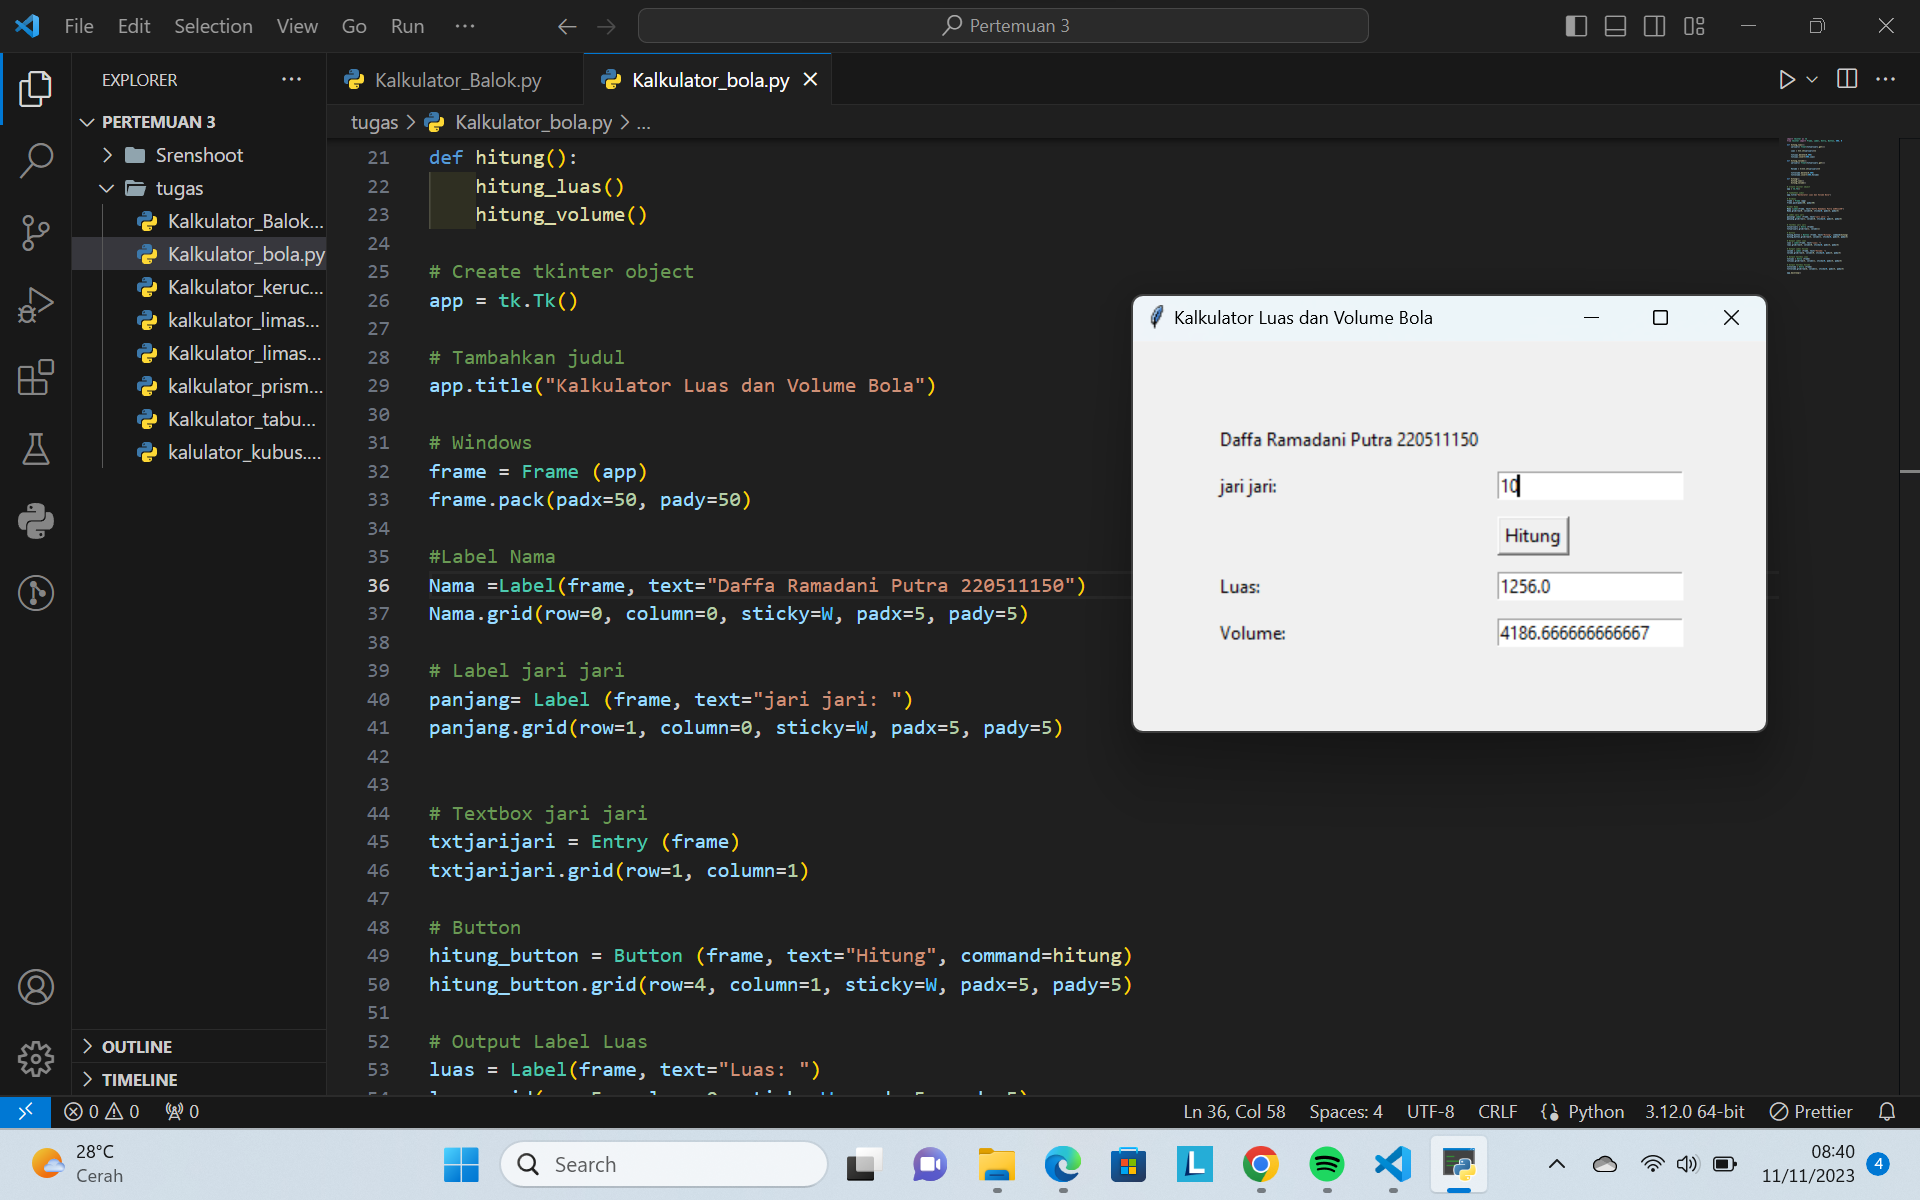 File Edit Srenshoot Selection View Go Run ··· Pertemuan 3
EXPLORER
PERTEMUAN 3
Srenshoot
tugas
Kalkulator_Balok...
Kalkulator_bola.py
Kalkulator_keruc...
kalkulator_limas...
Kalkulator_limas...
kalkulator_prism...
Kalkulator_tabu...
kalulator_kubus....
OUTLINE
TIMELINE
Kalkulator_Balok.py Kalkulator_bola.py
tugas > Kalkulator_bola.py > ...
21 def hitung():
22 hitung_luas()
23 hitung_volume()
24
25 # Create tkinter object
26 app = tk.Tk()
27
28 # Tambahkan judul
29 app.title("Kalkulator Luas dan Volume Bola")
30
31 # Windows
32 frame = Frame (app)
33 frame.pack(padx=50, pady=50)
34
35 #Label Nama
36 Nama =Label(frame, text="Daffa Ramadani Putra 220511150")
37 Nama.grid(row=0, column=0, sticky=W, padx=5, pady=5)
38
39 # Label jari jari
40 panjang= Label (frame, text="jari jari: ")
41 panjang.grid(row=1, column=0, sticky=W, padx=5, pady=5)
42
43
44 # Textbox jari jari
45 txtjarijari = Entry (frame)
46 txtjarijari.grid(row=1, column=1)
47
48 # Button
49 hitung_button = Button (frame, text="Hitung", command=hitung)
50 hitung_button.grid(row=4, column=1, sticky=W, padx=5, pady=5)
51
52 # Output Label Luas
53 luas = Label(frame, text="Luas: ")
Kalkulator Luas dan Volume Bola
Daffa Ramadani Putra 220511150
jari jari: 10
Hitung
Luas: 1256.0
Volume: 4186.666666666667
0 0 0 Ln 36, Col 58 Spaces: 4 UTF-8 CRLF Python 3.12.0 64-bit Prettier
28°C
Cerah
Search
08:40
11/11/2023
4